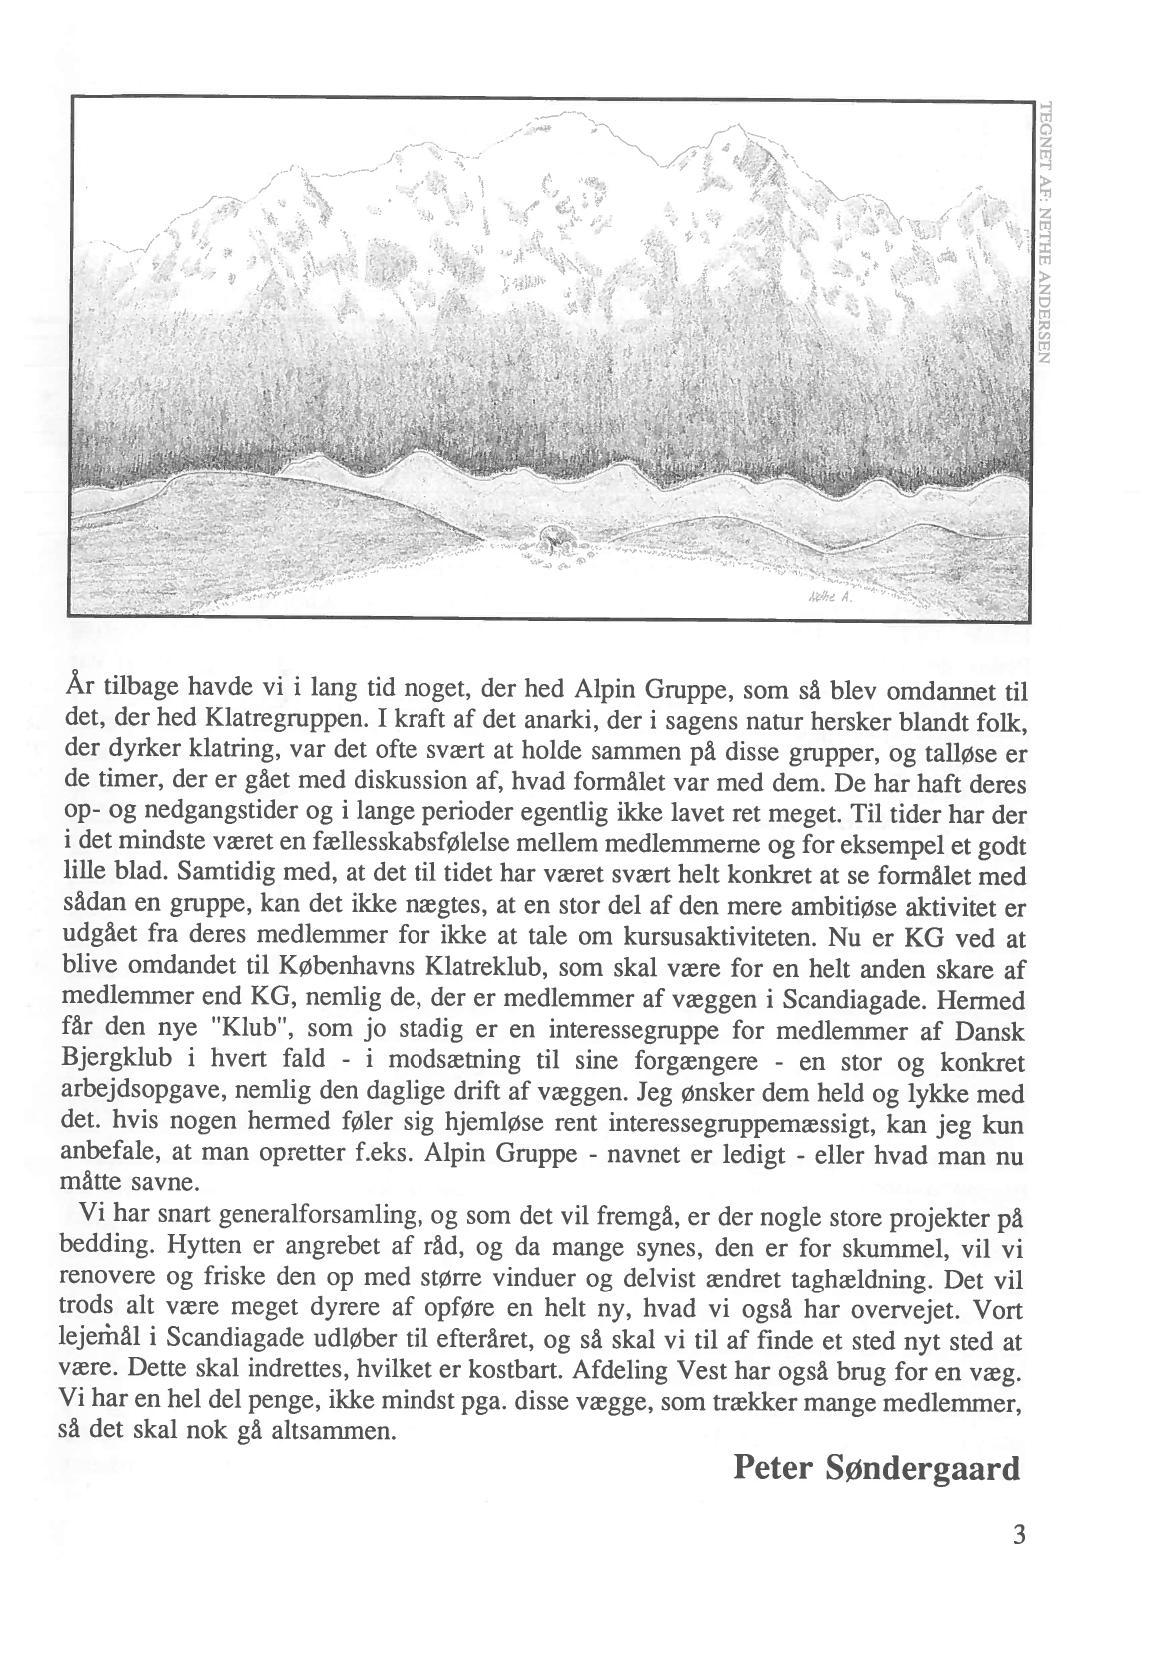 TEGNET AF: NETHE ANDERSEN
Nethe A.
År tilbage havde vi i lang tid noget, der hed Alpin Gruppe, som så blev omdannet til
det, der hed Klatregruppen. I kraft af det anarki, der i sagens natur hersker blandt folk,
der dyrker klatring, var det ofte svært at holde sammen på disse grupper, og talløse er
de timer, der er gået med diskussion af, hvad formålet var med dem. De har haft deres
op- og nedgangstider og i lange perioder egentlig ikke lavet ret meget. Til tider har der
i det mindste været en fællesskabsfølelse mellem medlemmerne og for eksempel et godt
lille blad. Samtidig med, at det til tidet har været svært helt konkret at se formålet med
sådan en gruppe, kan det ikke nægtes, at en stor del af den mere ambitiøse aktivitet er
udgået fra deres medlemmer for ikke at tale om kursusaktiviteten. Nu er KG ved at
blive omdandet til Københavns Klatreklub, som skal være for en helt anden skare af
medlemmer end KG, nemlig de, der er medlemmer af væggen i Scandiagade. Hermed
får den nye "Klub", som jo stadig er en interessegruppe for medlemmer af Dansk
Bjergklub i hvert fald - i modsætning til sine forgængere - en stor og konkret
arbejdsopgave, nemlig den daglige drift af væggen. Jeg ønsker dem held og lykke med
det. hvis nogen hermed føler sig hjemløse rent interessegruppemæssigt, kan jeg kun
anbefale, at man opretter f.eks. Alpin Gruppe - navnet er ledigt - eller hvad man nu
måtte savne.
Vi har snart generalforsamling, og som det vil fremgå, er der nogle store projekter på
bedding. Hytten er angrebet af råd, og da mange synes, den er for skummel, vil vi
renovere og friske den op med større vinduer og delvist ændret taghældning. Det vil
trods alt være meget dyrere af opføre en helt ny, hvad vi også har overvejet. Vort
lejemål i Scandiagade udløber til efteråret, og så skal vi til af finde et sted nyt sted at
være. Dette skal indrettes, hvilket er kostbart. Afdeling Vest har også brug for en væg.
Vi har en hel del penge, ikke mindst pga. disse vægge, som trækker mange medlemmer,
så det skal nok gå altsammen.
Peter Søndergaard
3